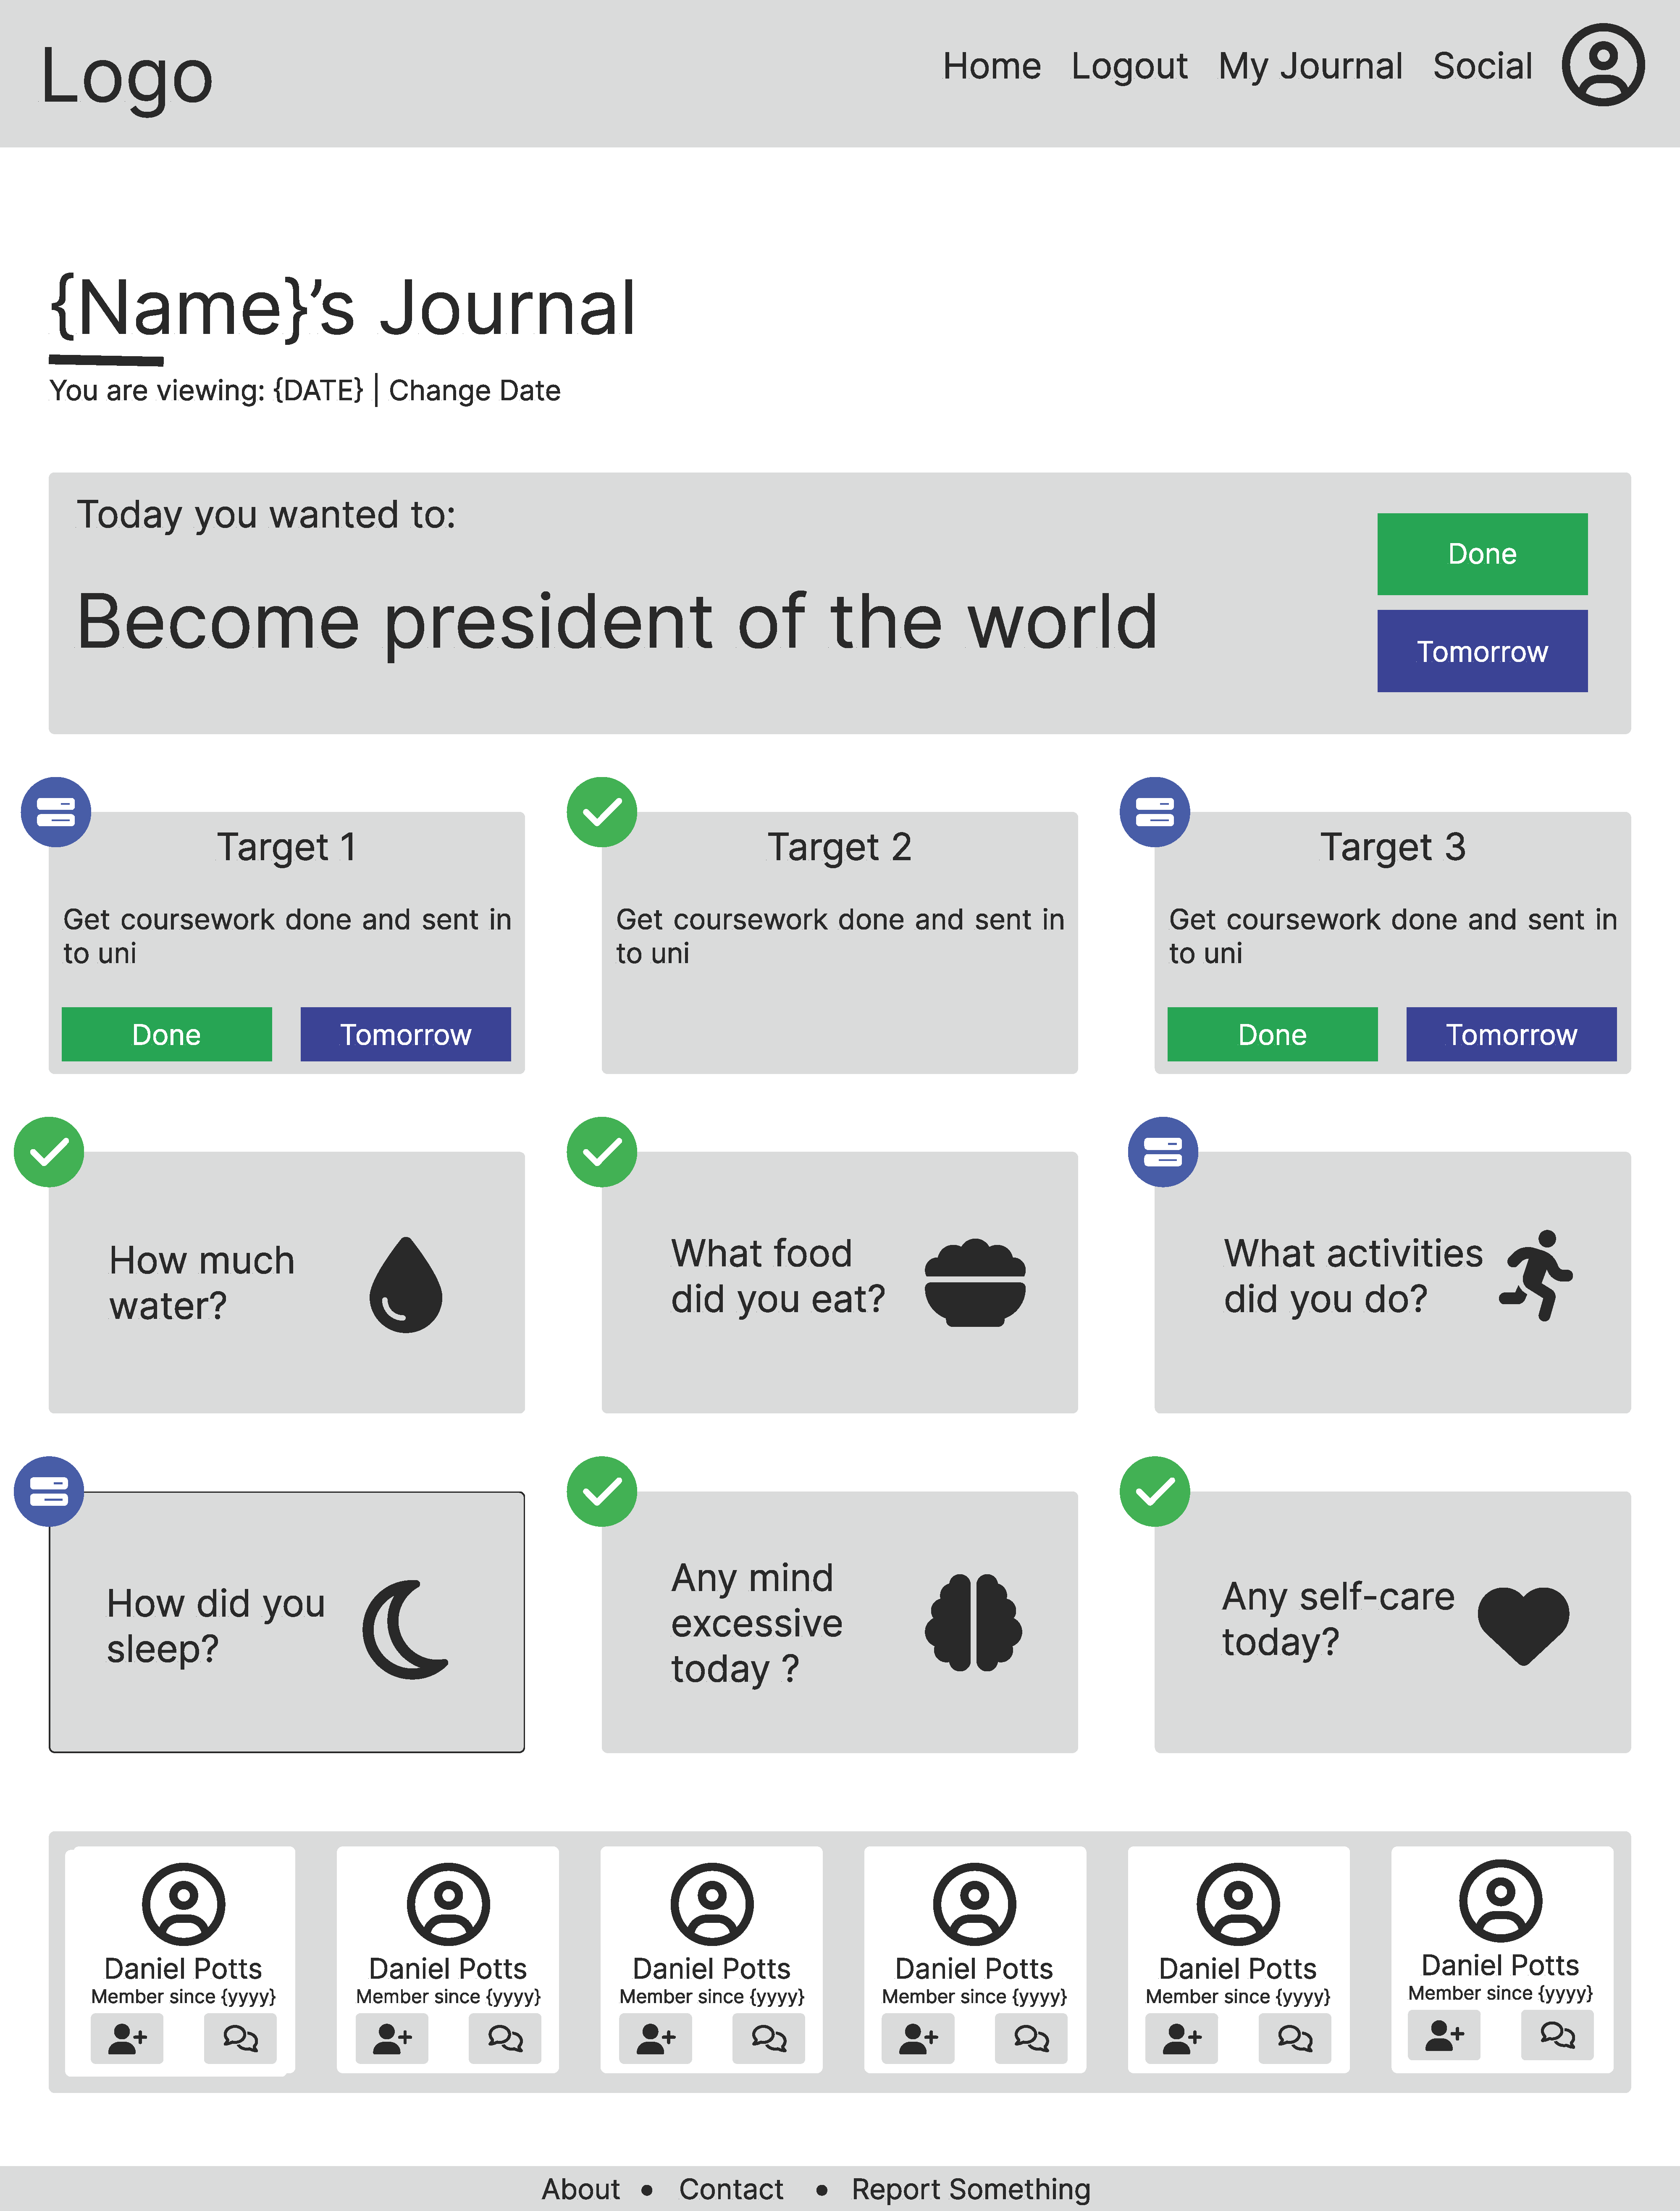 Logo
Home Logout My Journal Social
{Name}’s Journal
You are viewing: {DATE} | Change Date
Today you wanted to:
Become president of the world
Done
Tomorrow
Target 1
Get coursework done and sent in
to uni
Done Tomorrow
Target 2
Get coursework done and sent in
to uni
Target 3
Get coursework done and sent in
to uni
Done Tomorrow
How much
water?
What food
did you eat?
What activities
did you do?
How did you
sleep?
Any mind
excessive
today ?
Any self-care
today?
Daniel Potts
Member since {yyyy}
Daniel Potts
Member since {yyyy}
Daniel Potts
Member since {yyyy}
Daniel Potts
Member since {yyyy}
Daniel Potts
Member since {yyyy}
Daniel Potts
Member since {yyyy}
About • Contact • Report Something